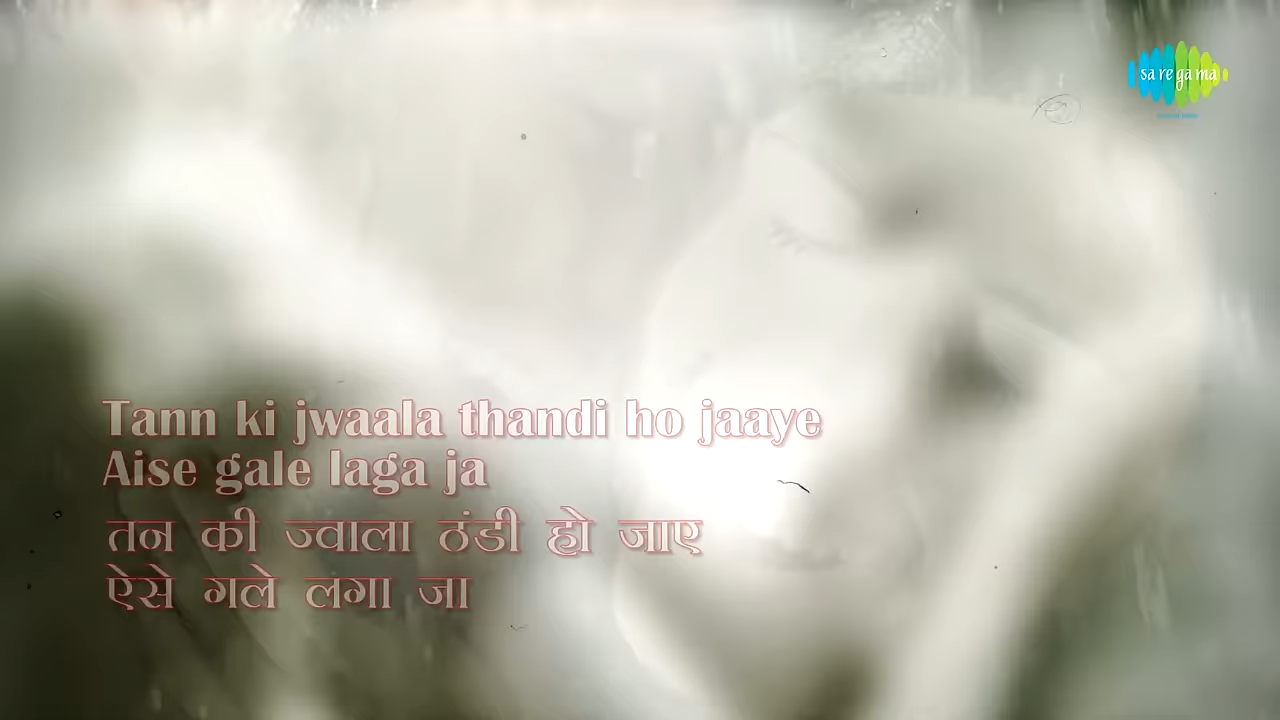 sa re ga ma
Tann ki jwaala thandi ho jaaye
Aise gale laga ja
तन की ज्वाला ठंडी हो जाए
ऐसे गले लगा जा